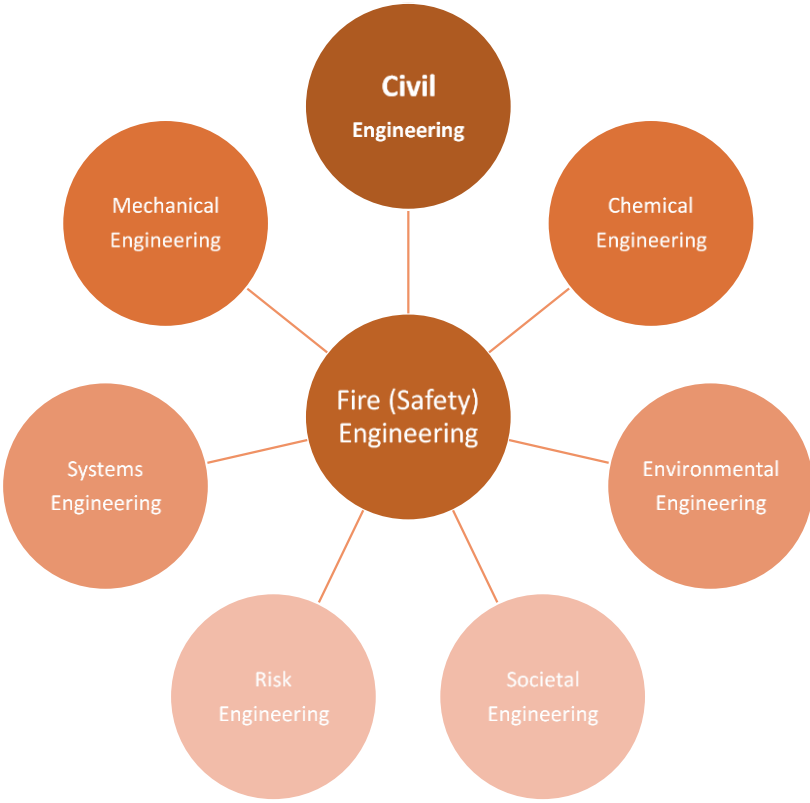 Civil
Engineering
Mechanical
Engineering
Chemical
Engineering
Fire (Safety)
Engineering
Systems
Engineering
Environmental
Engineering
Risk
Engineering
Societal
Engineering